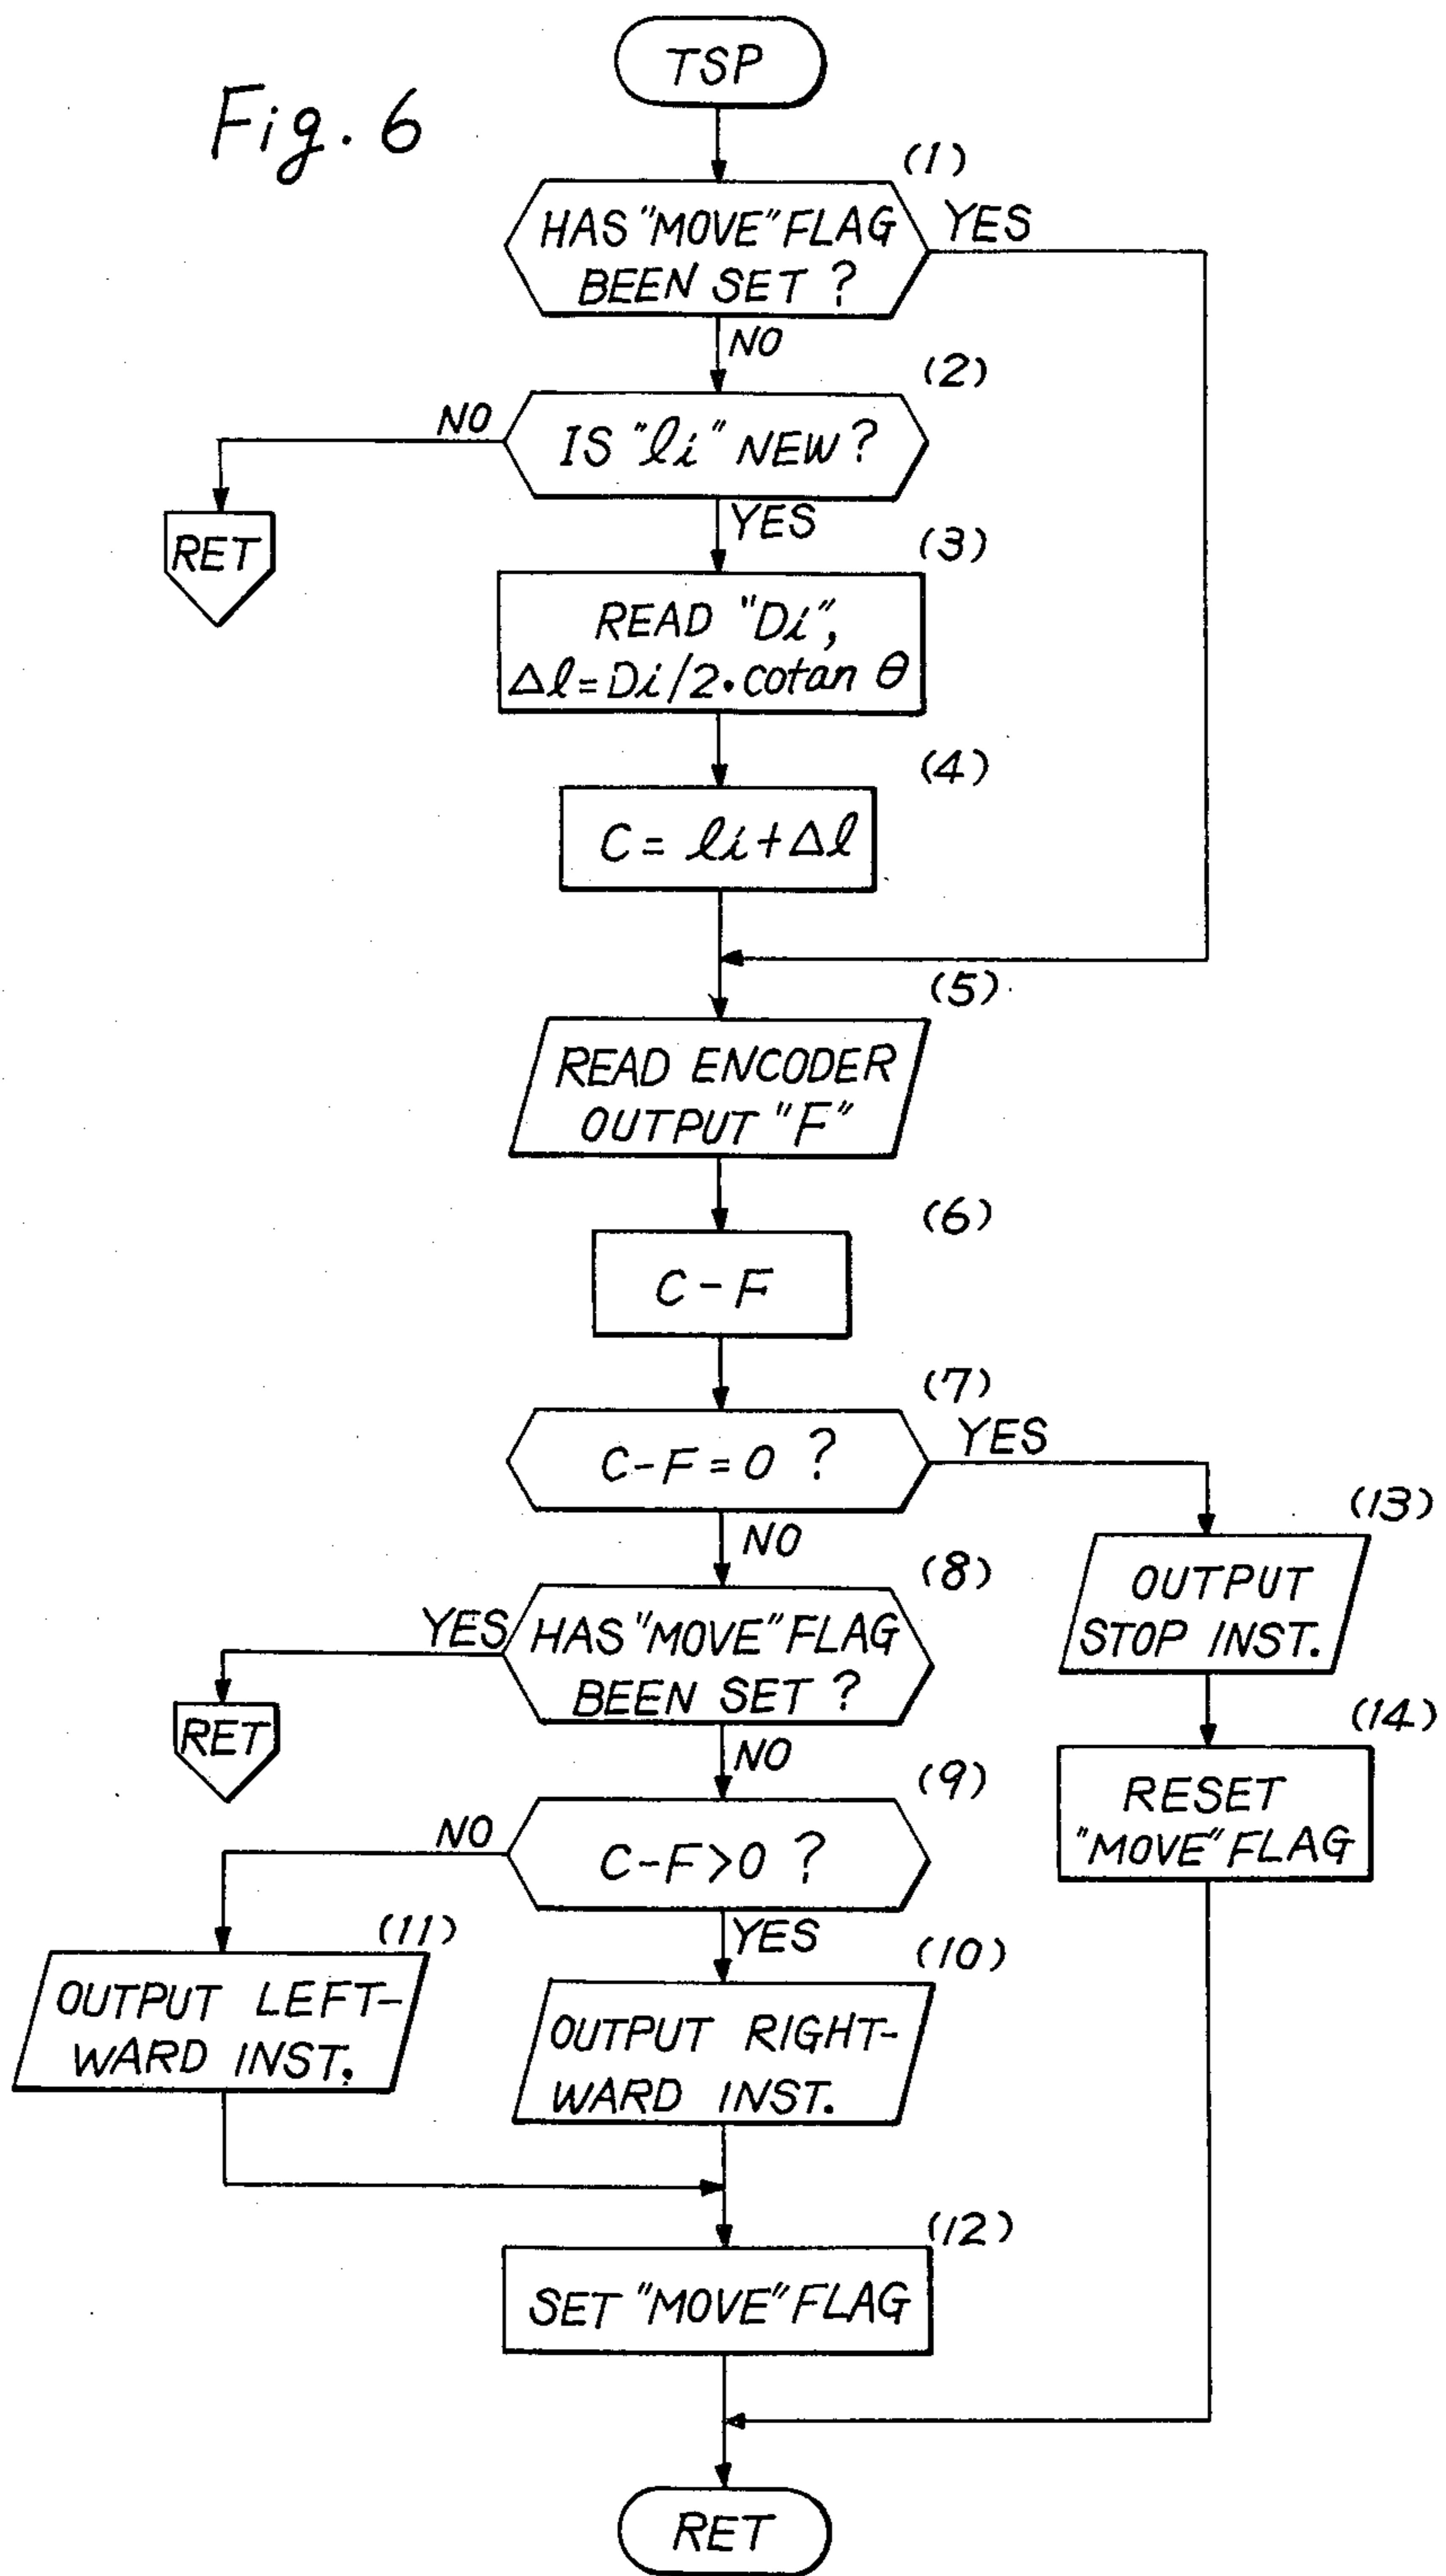 Fig. 6
TSP
(1)
HAS "MOVE" FLAG
BEEN SET ?
YES
NO
(2)
NO
IS "li" NEW ?
RET
YES
(3)
READ "Di",
Δl = Di/2 · cotan θ
(4)
C = li + Δl
(5)
READ ENCODER
OUTPUT "F"
(6)
C - F
(7)
C - F = 0 ?
YES
NO
(13)
OUTPUT
STOP INST.
(8)
YES
HAS "MOVE" FLAG
BEEN SET ?
RET
NO
(14)
RESET
"MOVE" FLAG
(9)
NO
C - F > 0 ?
YES
(11)
OUTPUT LEFT-
WARD INST.
(10)
OUTPUT RIGHT-
WARD INST.
(12)
SET "MOVE" FLAG
RET